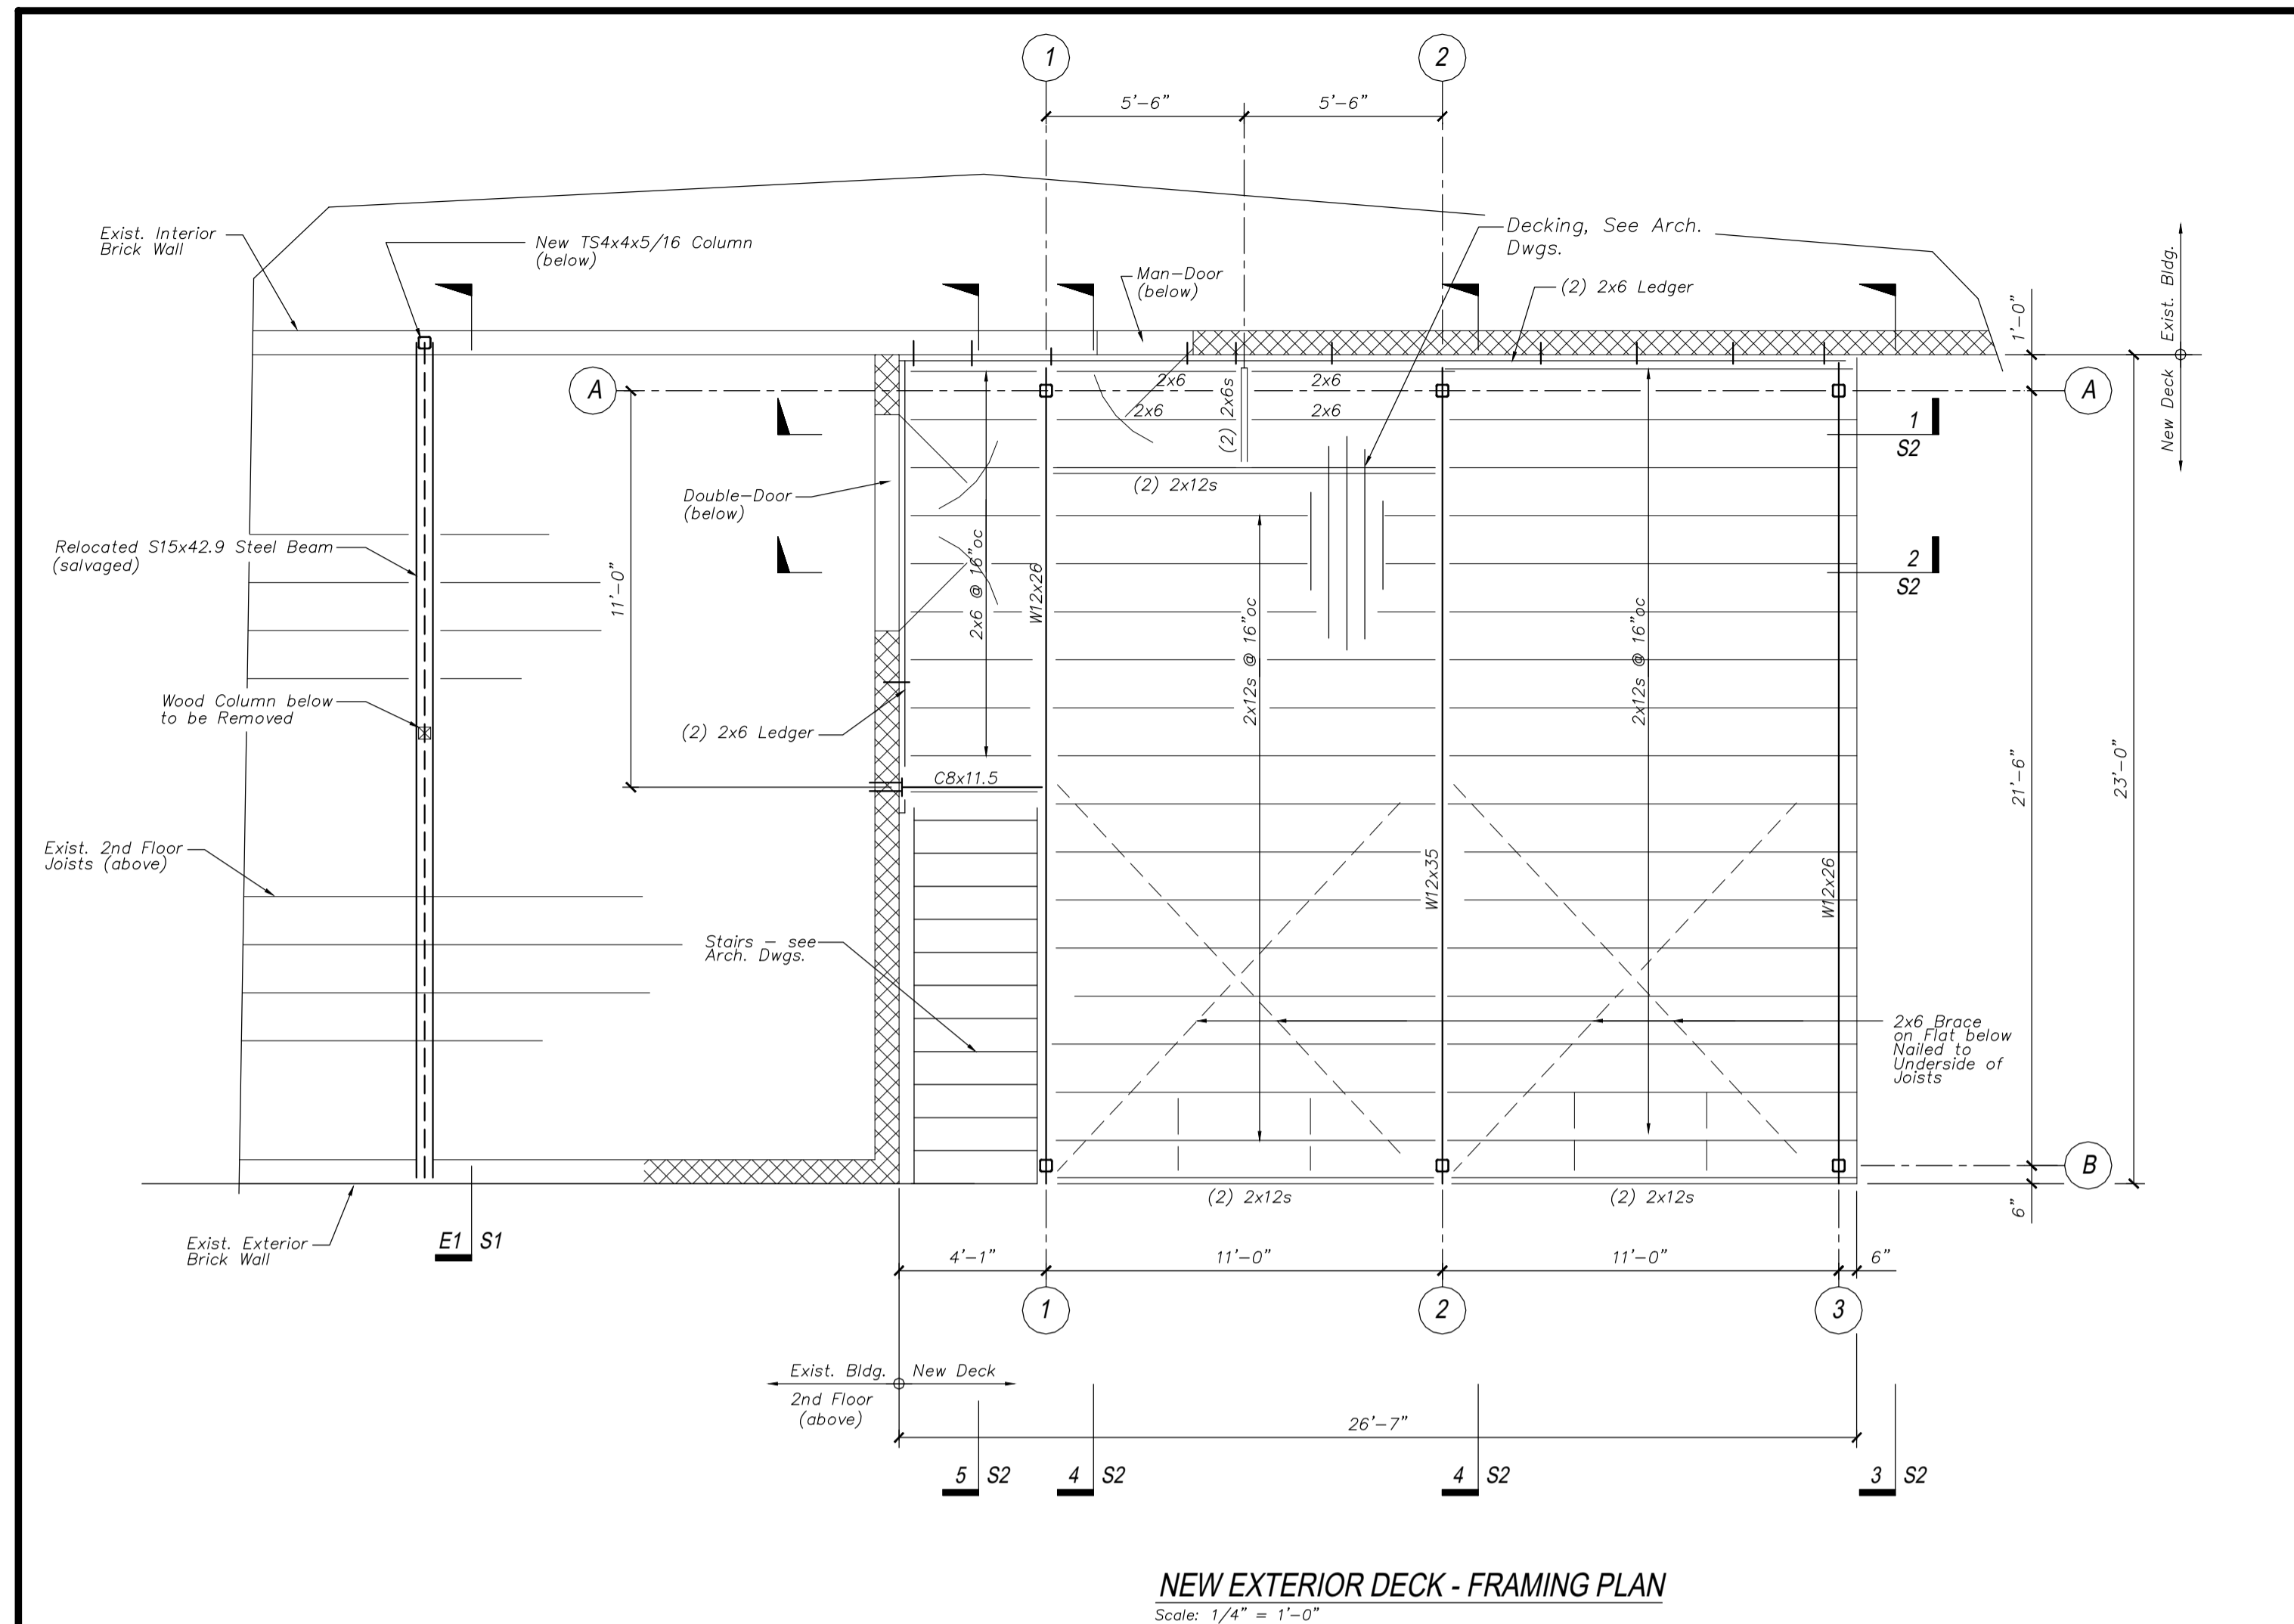 1
2
5'-6"
5'-6"
Exist. Interior
Brick Wall
New TS4x4x5/16 Column
(below)
Man-Door
(below)
Decking, See Arch.
Dwgs.
(2) 2x6 Ledger
Exist. Bldg.
New Deck
1'-0"
A
2x6
2x6
2x6
2x6
(2) 2x6s
A
1
S2
Double-Door
(below)
(2) 2x12s
Relocated S15x42.9 Steel Beam
(salvaged)
11'-0"
2x6 @ 16"oc
W12x26
2x12s @ 16"oc
2x12s @ 16"oc
2
S2
Wood Column below
to be Removed
(2) 2x6 Ledger
C8x11.5
21'-6"
23'-0"
Exist. 2nd Floor
Joists (above)
W12x35
W12x26
Stairs - see
Arch. Dwgs.
2x6 Brace
on Flat below
Nailed to
Underside of
Joists
B
(2) 2x12s
(2) 2x12s
6"
Exist. Exterior
Brick Wall
E1 S1
4'-1"
11'-0"
11'-0"
6"
1
2
3
Exist. Bldg.
New Deck
2nd Floor
(above)
26'-7"
5 S2
4 S2
4 S2
3 S2
NEW EXTERIOR DECK - FRAMING PLAN
Scale: 1/4" = 1'-0"